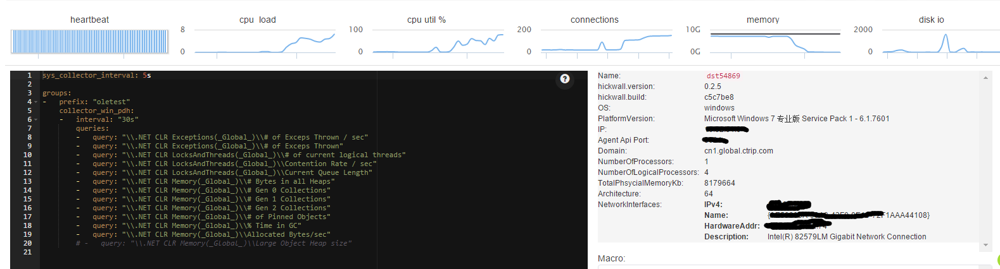 heartbeat
cpu_load
cpu util %
connections
memory
disk io
8
0
100
0
200
0
10G
0G
2000
0
1 sys_collector_interval: 5s
2
3 groups:
4 - prefix: "oletest"
5 collector_win_pdh:
6 - interval: "30s"
7 queries:
8 - query: "\\.NET CLR Exceptions(_Global_)\\# of Exceps Thrown / sec"
9 - query: "\\.NET CLR Exceptions(_Global_)\\# of Exceps Thrown"
10 - query: "\\.NET CLR LocksAndThreads(_Global_)\\# of current logical threads"
11 - query: "\\.NET CLR LocksAndThreads(_Global_)\\Contention Rate / sec"
12 - query: "\\.NET CLR LocksAndThreads(_Global_)\\Current Queue Length"
13 - query: "\\.NET CLR Memory(_Global_)\\# Bytes in all Heaps"
14 - query: "\\.NET CLR Memory(_Global_)\\# Gen 0 Collections"
15 - query: "\\.NET CLR Memory(_Global_)\\# Gen 1 Collections"
16 - query: "\\.NET CLR Memory(_Global_)\\# Gen 2 Collections"
17 - query: "\\.NET CLR Memory(_Global_)\\# of Pinned Objects"
18 - query: "\\.NET CLR Memory(_Global_)\\% Time in GC"
19 - query: "\\.NET CLR Memory(_Global_)\\Allocated Bytes/sec"
20 # - query: "\\.NET CLR Memory(_Global_)\\Large Object Heap size"
21
?
Name: dst54869
hickwall.version: 0.2.5
hickwall.build: c5c7be8
OS: windows
PlatformVersion: Microsoft Windows 7 专业版 Service Pack 1 - 6.1.7601
IP:
Agent Api Port:
Domain: cn1.global.ctrip.com
NumberOfProcessors: 1
NumberOfLogicalProcessors: 4
TotalPhsycialMemoryKb: 8179664
Architecture: 64
NetworkInterfaces: IPv4:
Name: F1AAA44108}
HardwareAddr:
Description: Intel(R) 82579LM Gigabit Network Connection
Macro: